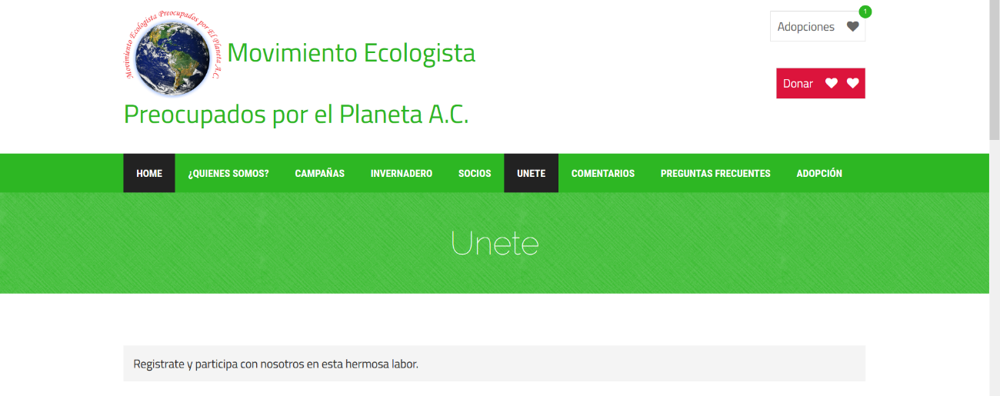 Movimiento Ecologista Preocupados por El Planeta A.C.
Movimiento Ecologista
Preocupados por el Planeta A.C.
1
Adopciones
Donar
HOME ¿QUIENES SOMOS? CAMPAÑAS INVERNADERO SOCIOS UNETE COMENTARIOS PREGUNTAS FRECUENTES ADOPCIÓN
Unete
Registrate y participa con nosotros en esta hermosa labor.